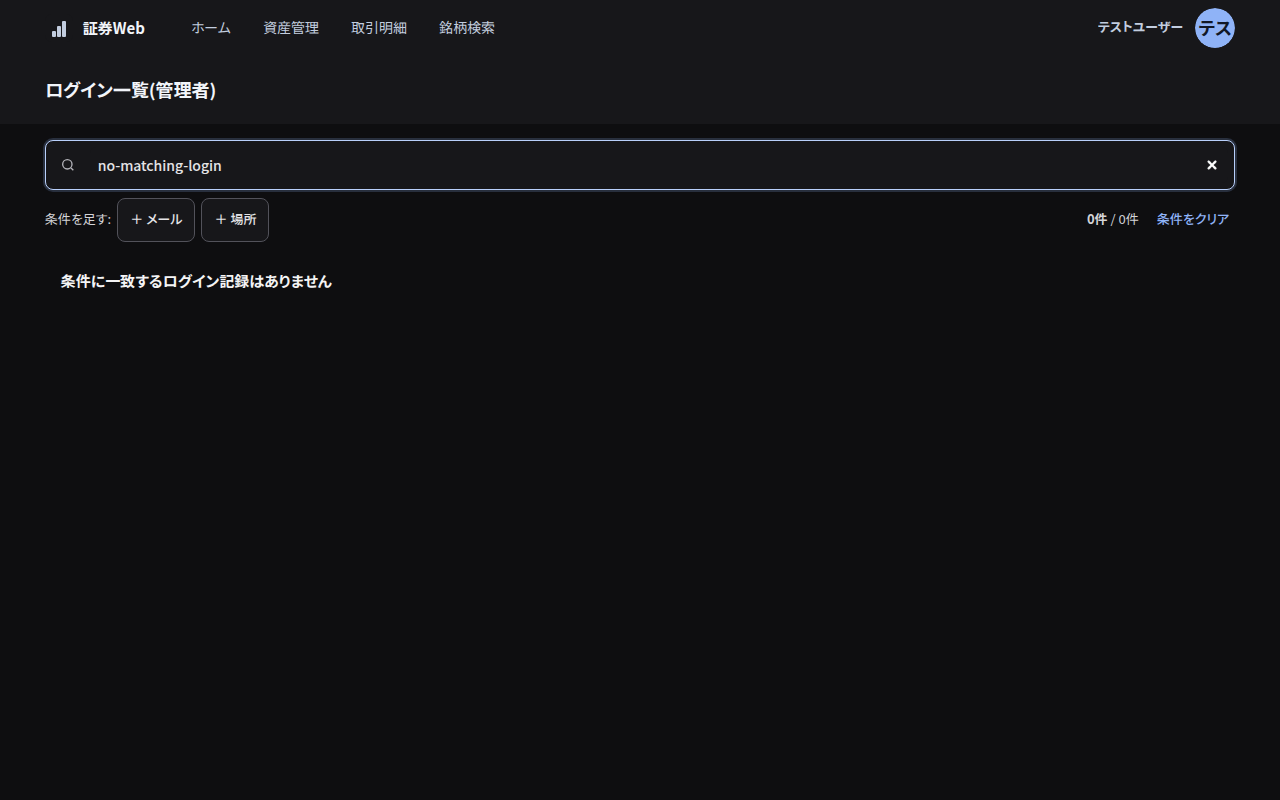 証券Web ホーム 資産管理 取引明細 銘柄検索 テストユーザー テス
ログイン一覧(管理者)
no-matching-login ×
条件を足す: ＋ メール ＋ 場所 0件 / 0件 条件をクリア
条件に一致するログイン記録はありません